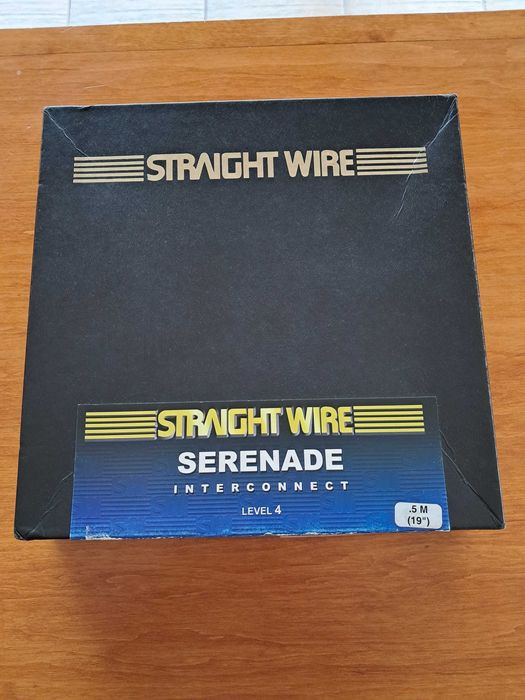 STRAIGHT WIRE
STRAIGHT WIRE
SERENADE
INTERCONNECT
LEVEL 4
.5 M
(19")